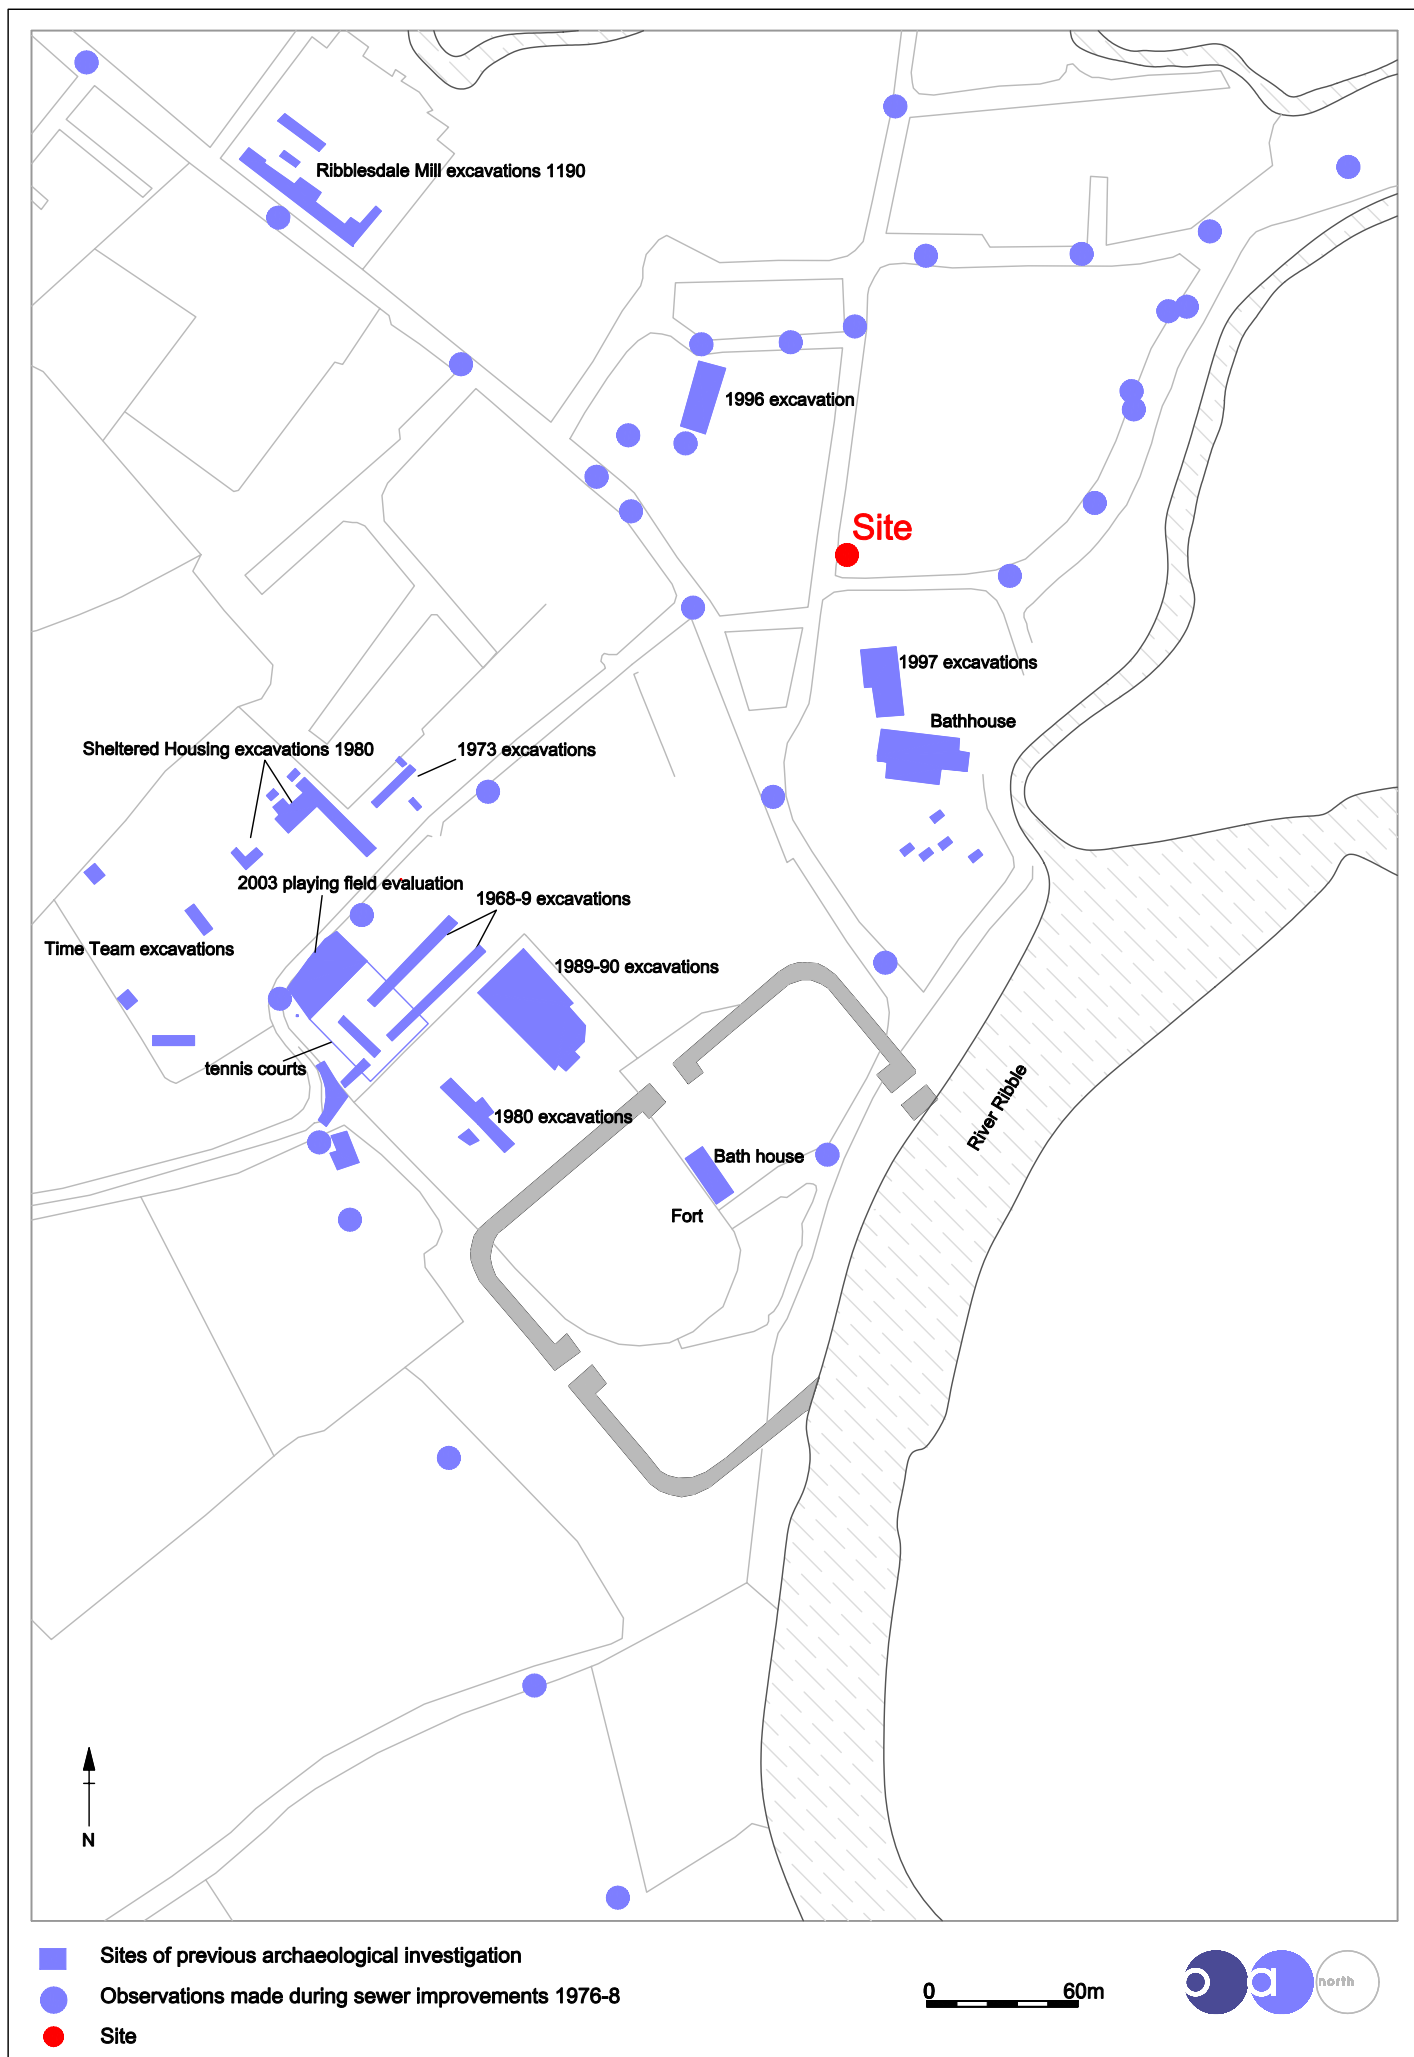 Ribblesdale Mill excavations 1190
1996 excavation
Site
1997 excavations
Bathhouse
Sheltered Housing excavations 1980
1973 excavations
2003 playing field evaluation
1968-9 excavations
Time Team excavations
1989-90 excavations
tennis courts
River Ribble
1980 excavations
Bath house
Fort
N
Sites of previous archaeological investigation
Observations made during sewer improvements 1976-8
Site
0 60m
o a north